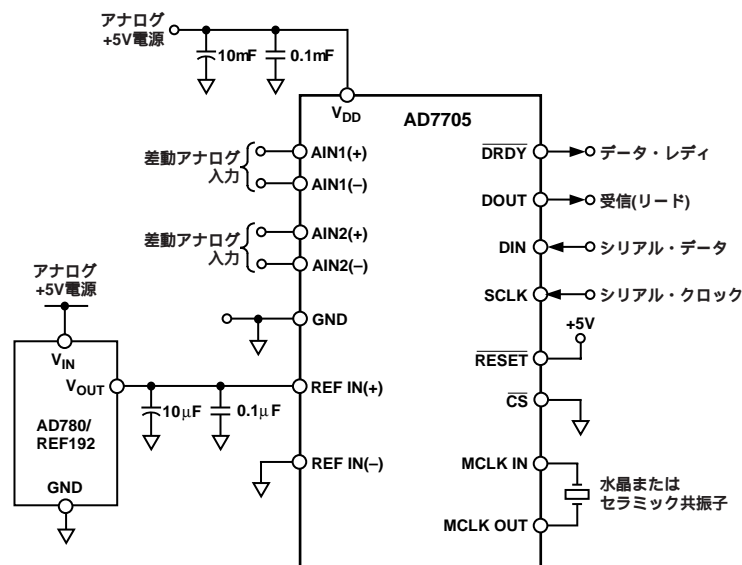 アナログ
+5V電源
10mF
0.1mF
VDD
AD7705
差動アナログ
入力
AIN1(+)
AIN1(–)
差動アナログ
入力
AIN2(+)
AIN2(–)
GND
REF IN(+)
REF IN(–)
アナログ
+5V電源
VIN
VOUT
AD780/
REF192
GND
10μF
0.1μF
DRDY
データ・レディ
DOUT
受信(リード)
DIN
シリアル・データ
SCLK
シリアル・クロック
+5V
RESET
CS
MCLK IN
MCLK OUT
水晶または
セラミック共振子